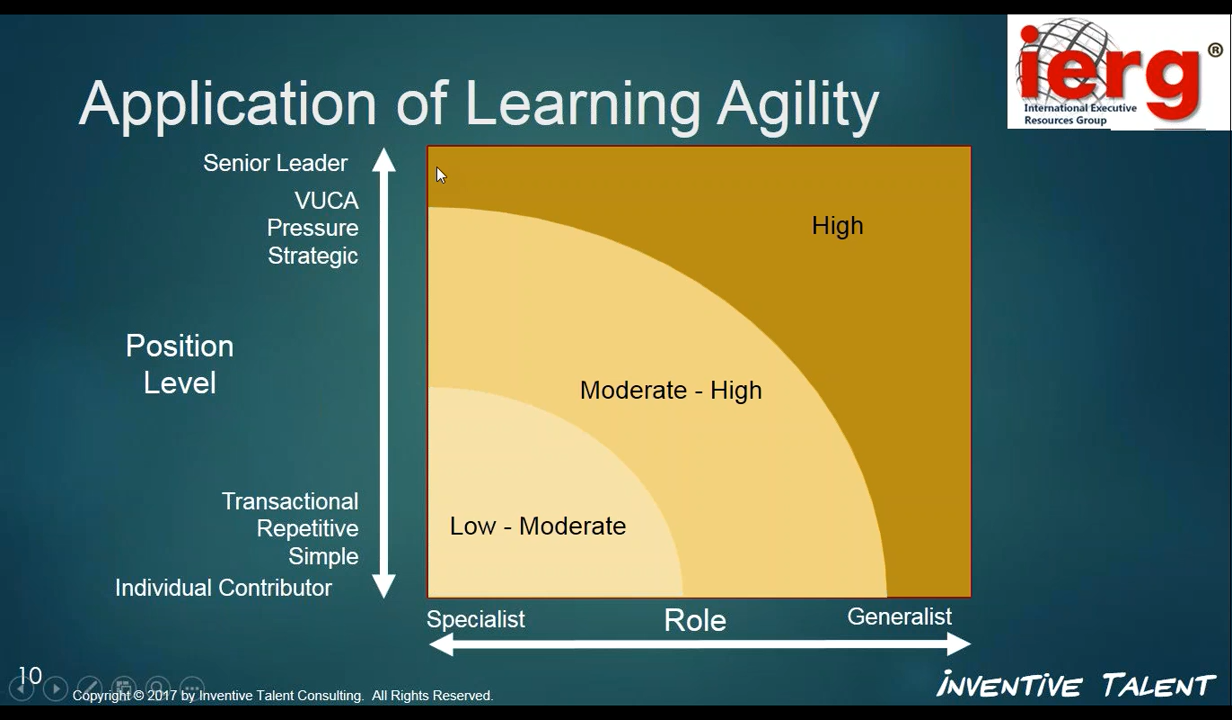 ierg®
International Executive
Resources Group
Application of Learning Agility
Senior Leader
VUCA
Pressure
Strategic
Position
Level
Transactional
Repetitive
Simple
Individual Contributor
High
Moderate - High
Low - Moderate
Specialist
Role
Generalist
10
Copyright © 2017 by Inventive Talent Consulting. All Rights Reserved.
INVENTIVE TALENT